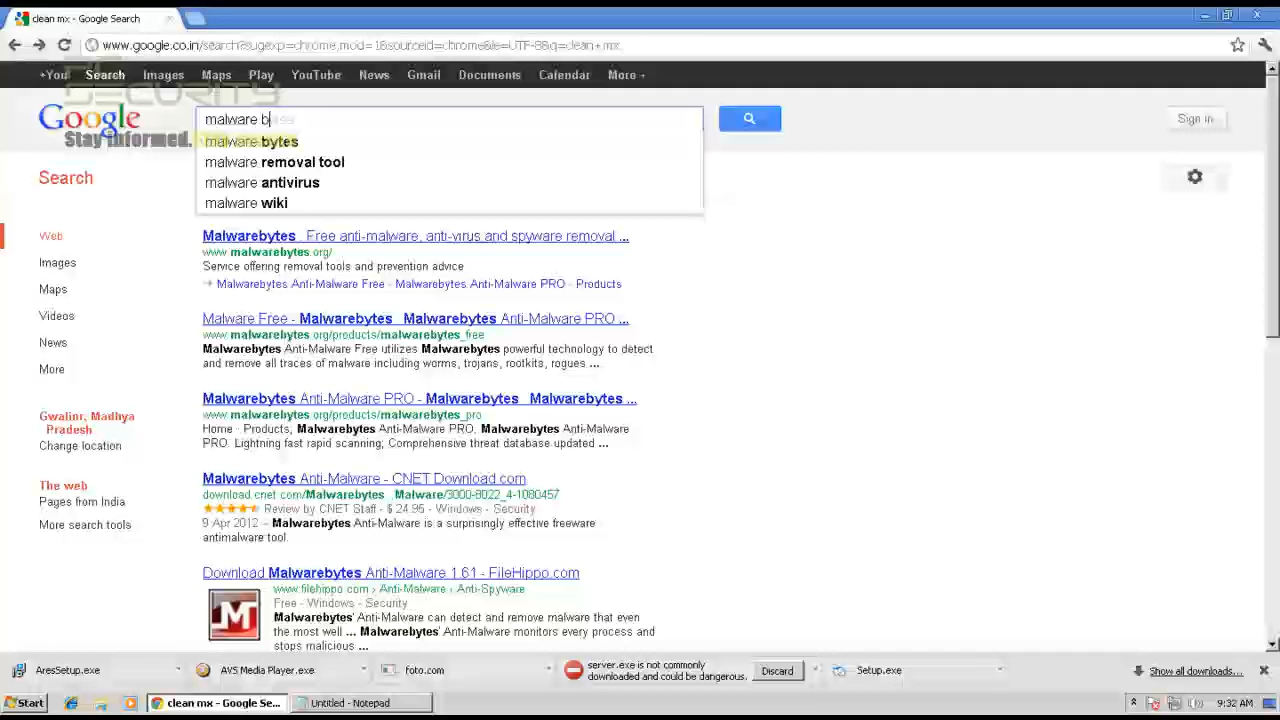 clean mx - Google Search
www.google.co.in/search?sugexp=chrome,mod=1&sourceid=chrome&ie=UTF-8&q=clean+mx
+You Search Images Maps Play YouTube News Gmail Documents Calendar More
SECURITY
Google malware b Sign in
Stay informed.
malware bytes
malware removal tool
malware antivirus
malware wiki
Search
Web
Images
Maps
Videos
News
More
Gwalior, Madhya
Pradesh
Change location
The web
Pages from India
More search tools
Malwarebytes : Free anti-malware, anti-virus and spyware removal ...
www.malwarebytes.org/
Service offering removal tools and prevention advice
Malwarebytes Anti-Malware Free - Malwarebytes Anti-Malware PRO - Products
Malware Free - Malwarebytes : Malwarebytes Anti-Malware PRO ...
www.malwarebytes.org/products/malwarebytes_free
Malwarebytes Anti-Malware Free utilizes Malwarebytes powerful technology to detect
and remove all traces of malware including worms, trojans, rootkits, rogues ...
Malwarebytes Anti-Malware PRO - Malwarebytes : Malwarebytes ...
www.malwarebytes.org/products/malwarebytes_pro
Home · Products; Malwarebytes Anti-Malware PRO. Malwarebytes Anti-Malware
PRO. Lightning fast rapid scanning; Comprehensive threat database updated ...
Malwarebytes Anti-Malware - CNET Download.com
download.cnet.com/Malwarebytes...Malware/3000-8022_4-1080457
Review by CNET Staff - $ 24.95 - Windows - Security
9 Apr 2012 – Malwarebytes Anti-Malware is a surprisingly effective freeware
antimalware tool.
Download Malwarebytes Anti-Malware 1.61 - FileHippo.com
www.filehippo.com › Anti-Malware › Anti-Spyware
Free - Windows - Security
Malwarebytes' Anti-Malware can detect and remove malware that even
the most well ... Malwarebytes' Anti-Malware monitors every process and
stops malicious ...
AresSetup.exe AVS Media Player.exe foto.com server.exe is not commonly downloaded and could be dangerous. Discard Setup.exe Show all downloads...
Start clean mx - Google Se... Untitled - Notepad 9:32 AM